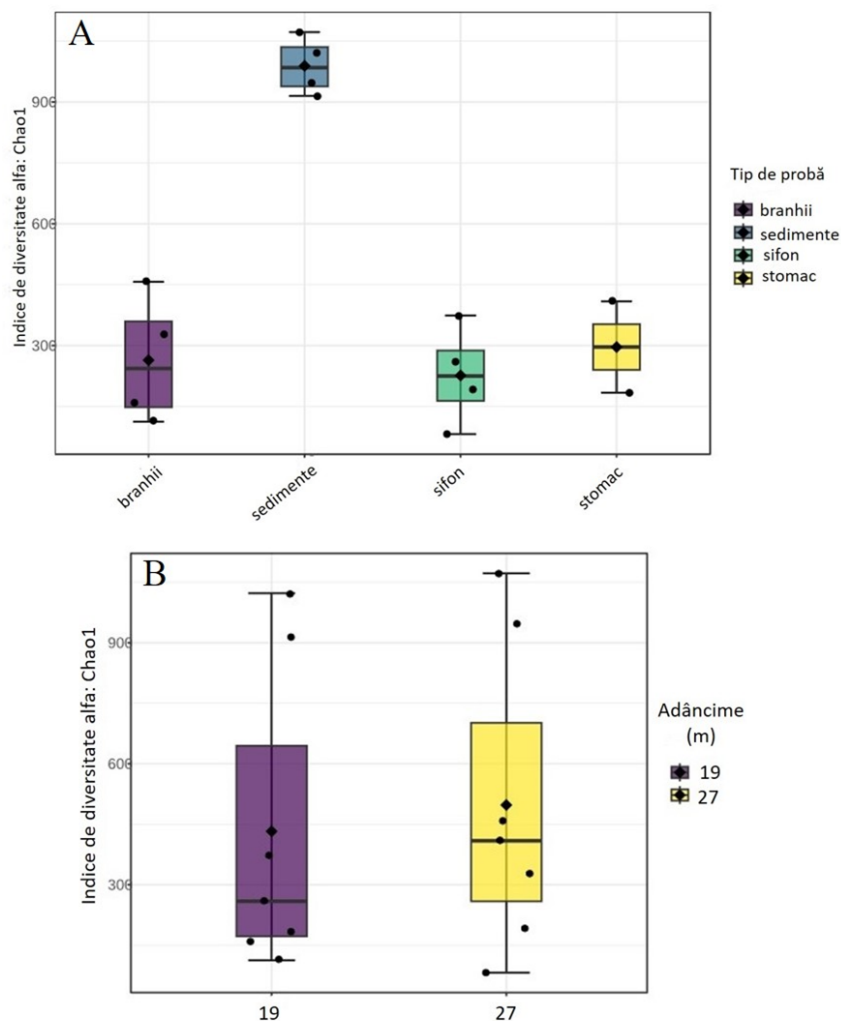 A
Indice de diversitate alfa: Chao1
900
600
300
branhii
sedimente
sifon
stomac
Tip de probă
branhii
sedimente
sifon
stomac
B
Indice de diversitate alfa: Chao1
900
600
300
19
27
Adâncime
(m)
19
27